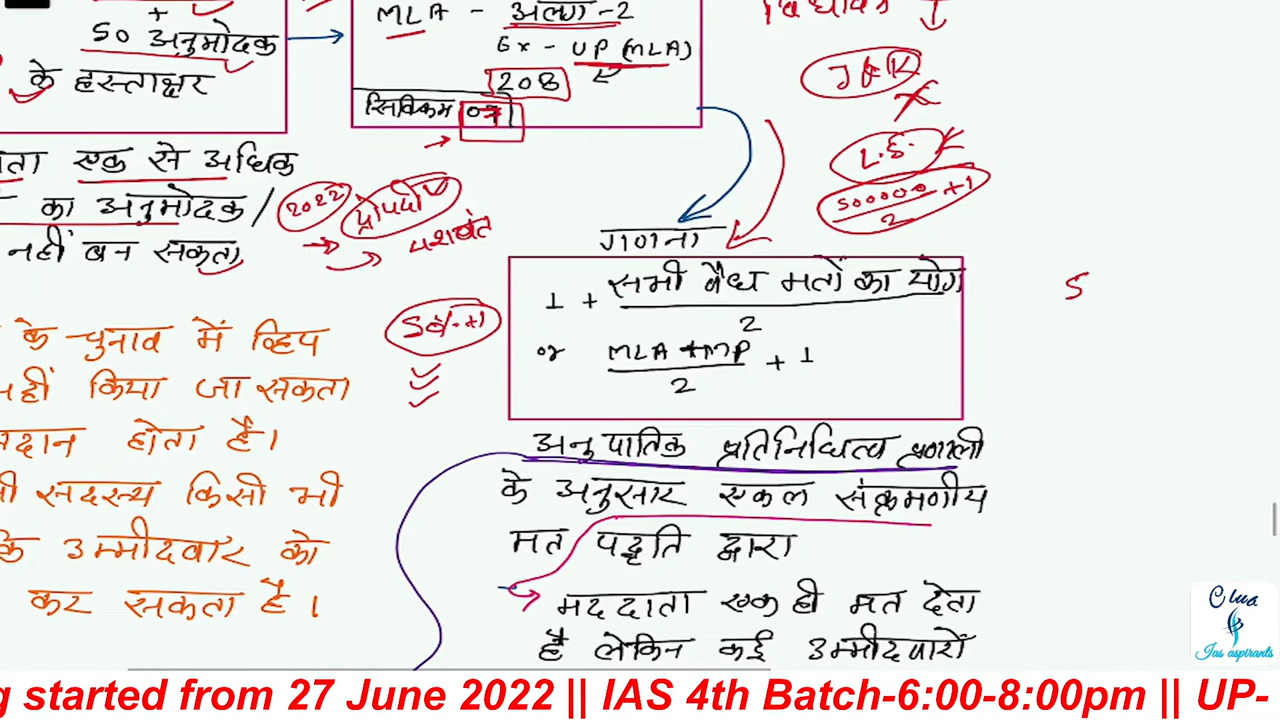 +
50 अनुमोदक
के हस्ताक्षर
MLA - अलग-2
Ex - UP (MLA)
208
सिक्किम 07
J&K
L.S.
500000/2 +1
एक से अधिक
का अनुमोदक /
नहीं बन सकता
2022
द्रोपदी
यशवंत
गणना
1 + सभी वैध मतों का योग / 2
or MLA + MP / 2 + 1
50%+1
S
के चुनाव में व्हिप
नहीं किया जा सकता
मतदान होता है।
सदस्य किसी भी
उम्मीदवार को
कर सकता है।
अनुपातिक प्रतिनिधित्व प्रणाली
के अनुसार एकल संक्रमणीय
मत पद्धति द्वारा
मददाता एक ही मत देता
है लेकिन कई उम्मीदवारों
Clue
Ias aspirants
g started from 27 June 2022 || IAS 4th Batch-6:00-8:00pm || UP-